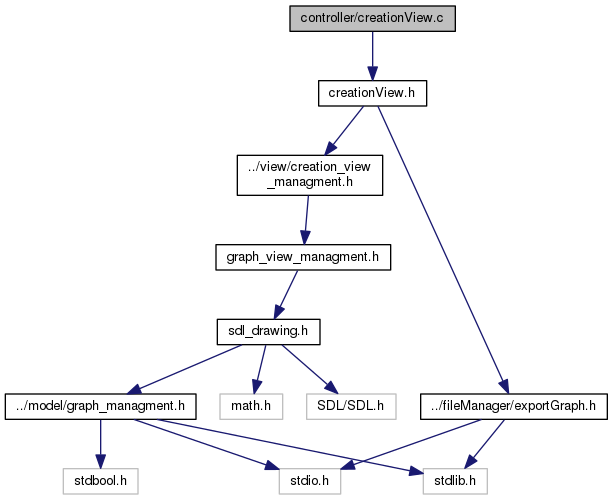 controller/creationView.c
creationView.h
../view/creation_view
_managment.h
graph_view_managment.h
sdl_drawing.h
../model/graph_managment.h
math.h
SDL/SDL.h
../fileManager/exportGraph.h
stdbool.h
stdio.h
stdlib.h